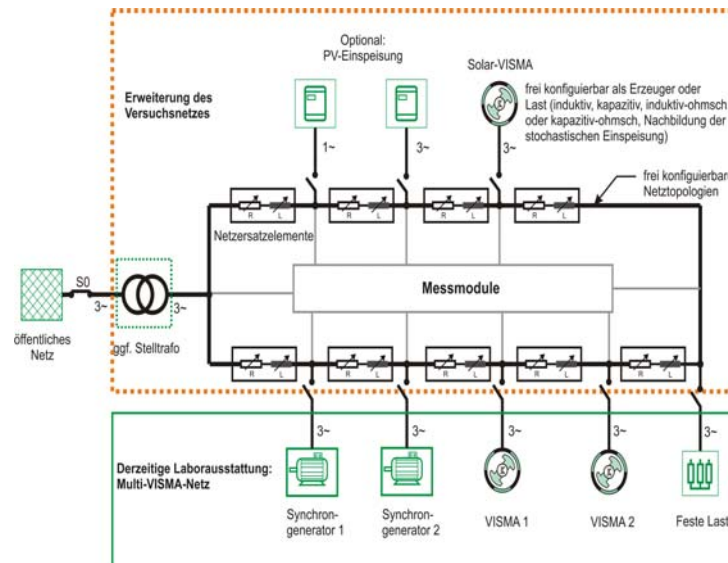 Optional:
PV-Einspeisung
Solar-VISMA
Erweiterung des
Versuchsnetzes
frei konfiguierbar als Erzeuger oder
Last (induktiv, kapazitiv, induktiv-ohmsch
oder kapazitiv-ohmsch, Nachbildung der
stochastischen Einspeisung)
1~
3~
3~
frei konfiguierbare
Netztopologien
R L
R L
R L
R L
Netzersatzelemente
S0
3~
3~
Messmodule
öffentliches
Netz
ggf. Stelltrafo
R L
R L
R L
R L
R L
3~
3~
3~
3~
3~
Derzeitige Laborausstattung:
Multi-VISMA-Netz
Synchron-
generator 1
Synchron-
generator 2
VISMA 1
VISMA 2
Feste Last